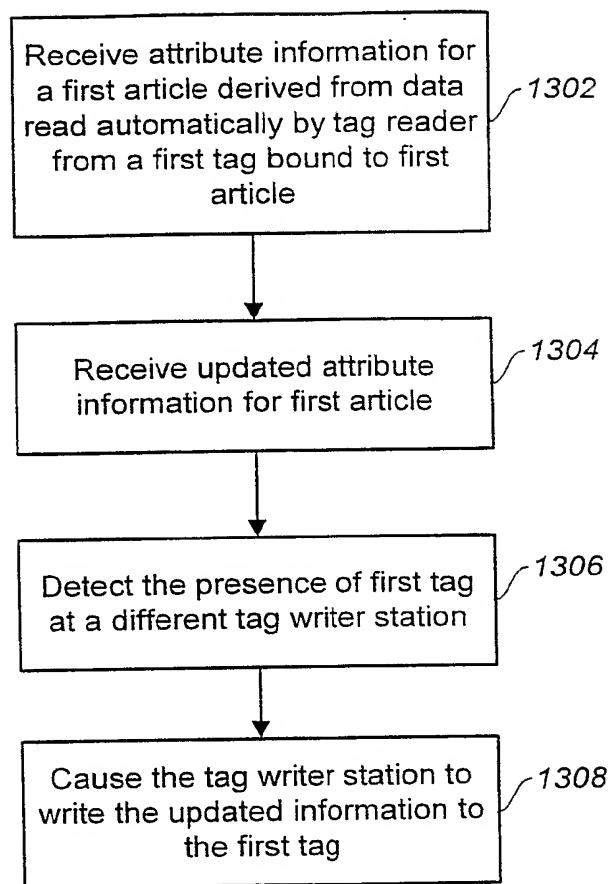 Receive attribute information for
a first article derived from data
read automatically by tag reader
from a first tag bound to first
article
1302
Receive updated attribute
information for first article
1304
Detect the presence of first tag
at a different tag writer station
1306
Cause the tag writer station to
write the updated information to
the first tag
1308